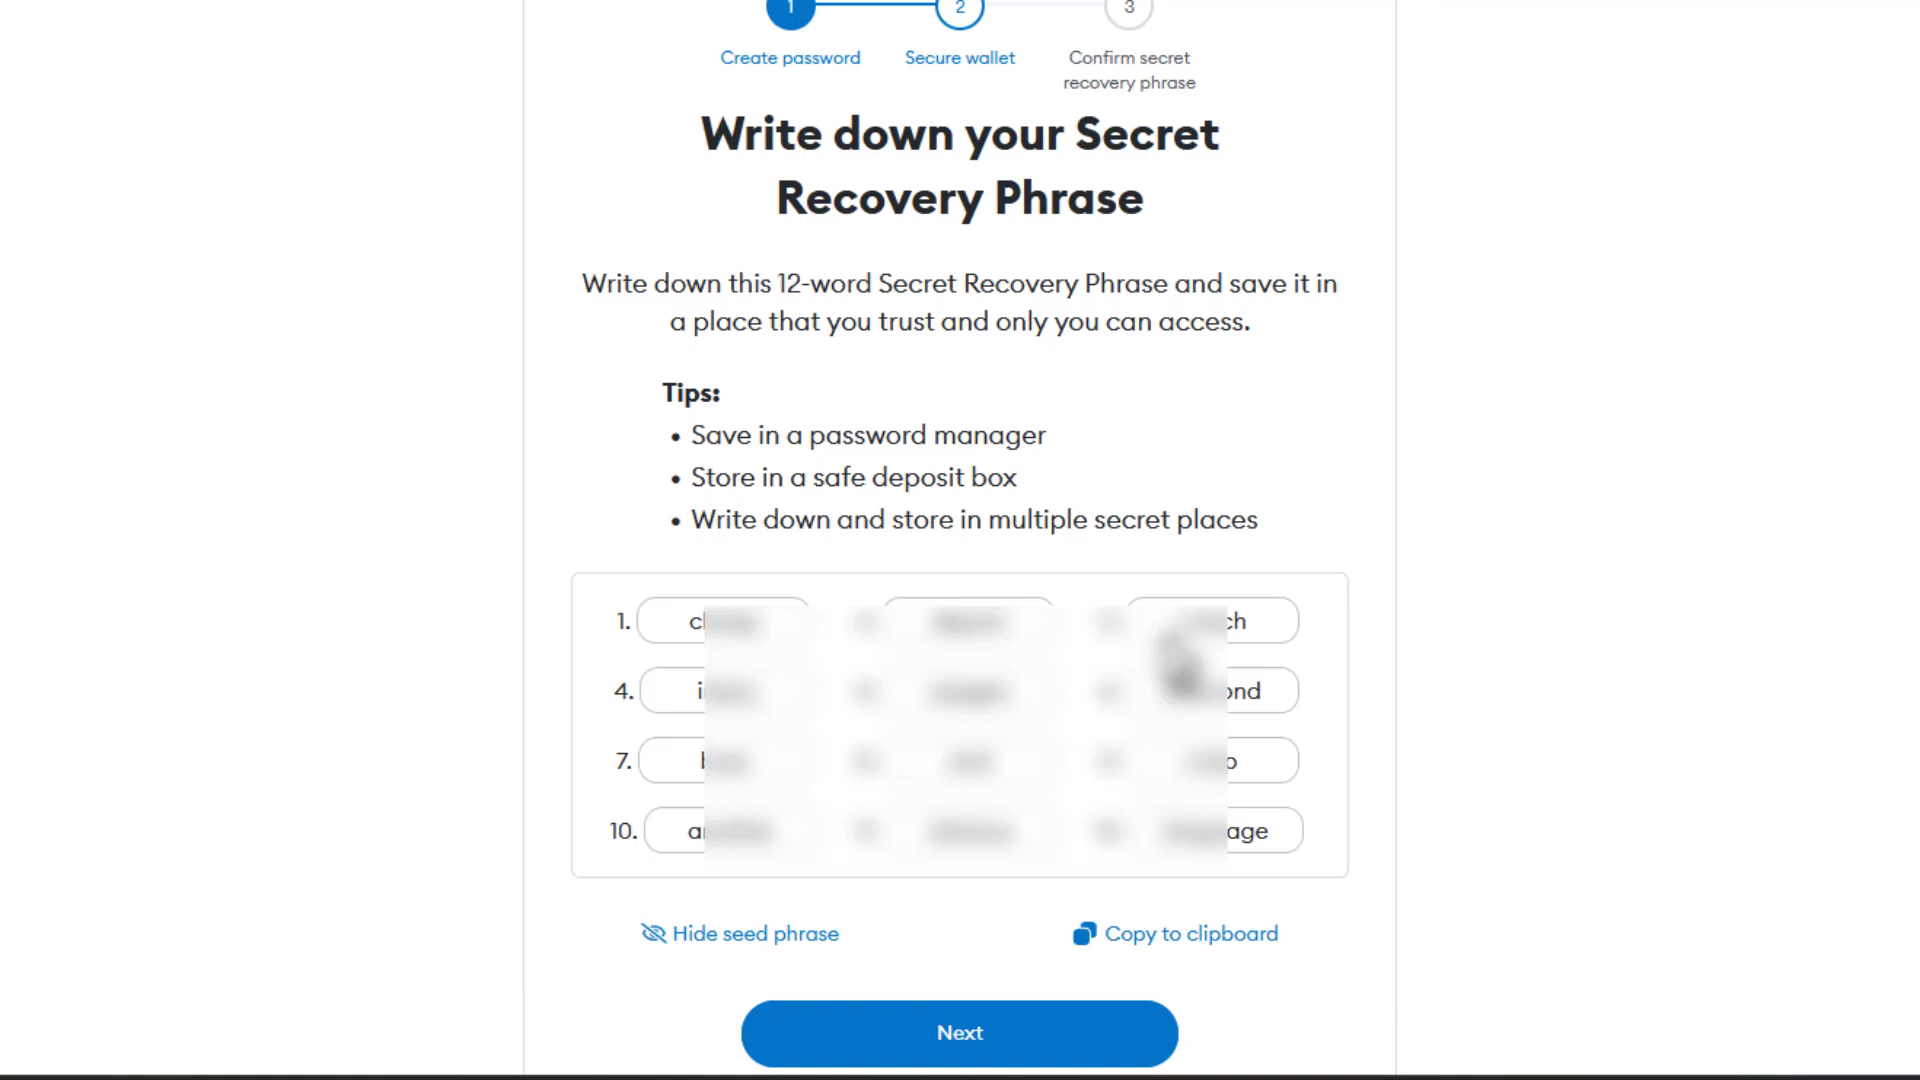 1
2
3
Create password
Secure wallet
Confirm secret
recovery phrase
Write down your Secret
Recovery Phrase
Write down this 12-word Secret Recovery Phrase and save it in
a place that you trust and only you can access.
Tips:
• Save in a password manager
• Store in a safe deposit box
• Write down and store in multiple secret places
1.
4.
7.
10.
Hide seed phrase
Copy to clipboard
Next